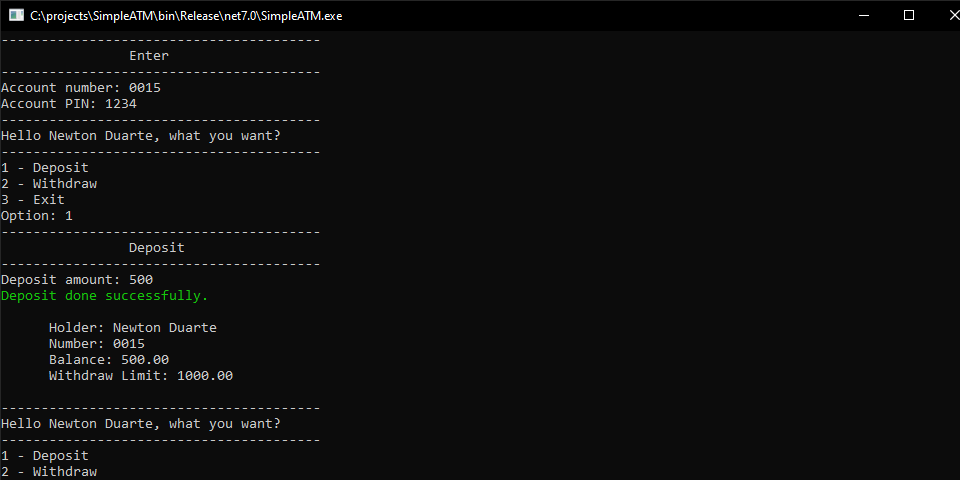 C:\projects\SimpleATM\bin\Release\net7.0\SimpleATM.exe
----------------------------------------
Enter
----------------------------------------
Account number: 0015
Account PIN: 1234
----------------------------------------
Hello Newton Duarte, what you want?
----------------------------------------
1 - Deposit
2 - Withdraw
3 - Exit
Option: 1
----------------------------------------
Deposit
----------------------------------------
Deposit amount: 500
Deposit done successfully.
Holder: Newton Duarte
Number: 0015
Balance: 500.00
Withdraw Limit: 1000.00
----------------------------------------
Hello Newton Duarte, what you want?
----------------------------------------
1 - Deposit
2 - Withdraw